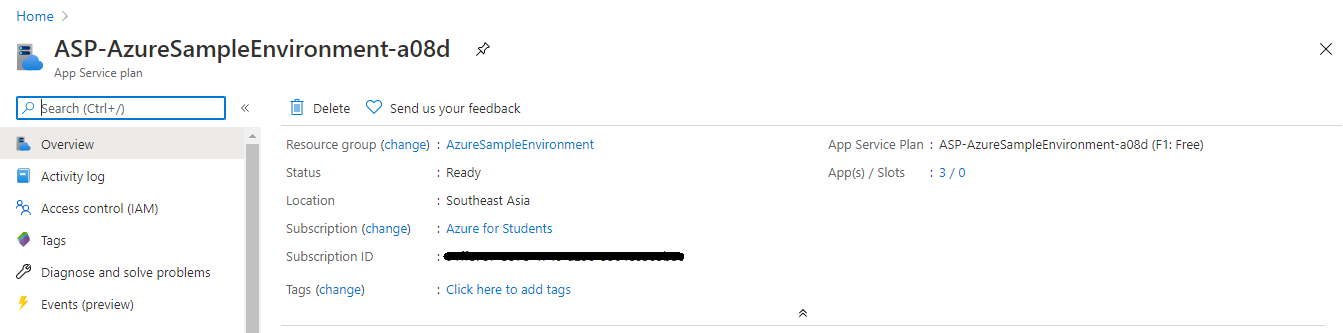 Home
ASP-AzureSampleEnvironment-a08d
App Service plan
Search (Ctrl+/)
Overview
Activity log
Access control (IAM)
Tags
Diagnose and solve problems
Events (preview)
Delete Send us your feedback
Resource group (change) : AzureSampleEnvironment
Status : Ready
Location : Southeast Asia
Subscription (change) : Azure for Students
Subscription ID :
Tags (change) : Click here to add tags
App Service Plan : ASP-AzureSampleEnvironment-a08d (F1: Free)
App(s) / Slots : 3 / 0